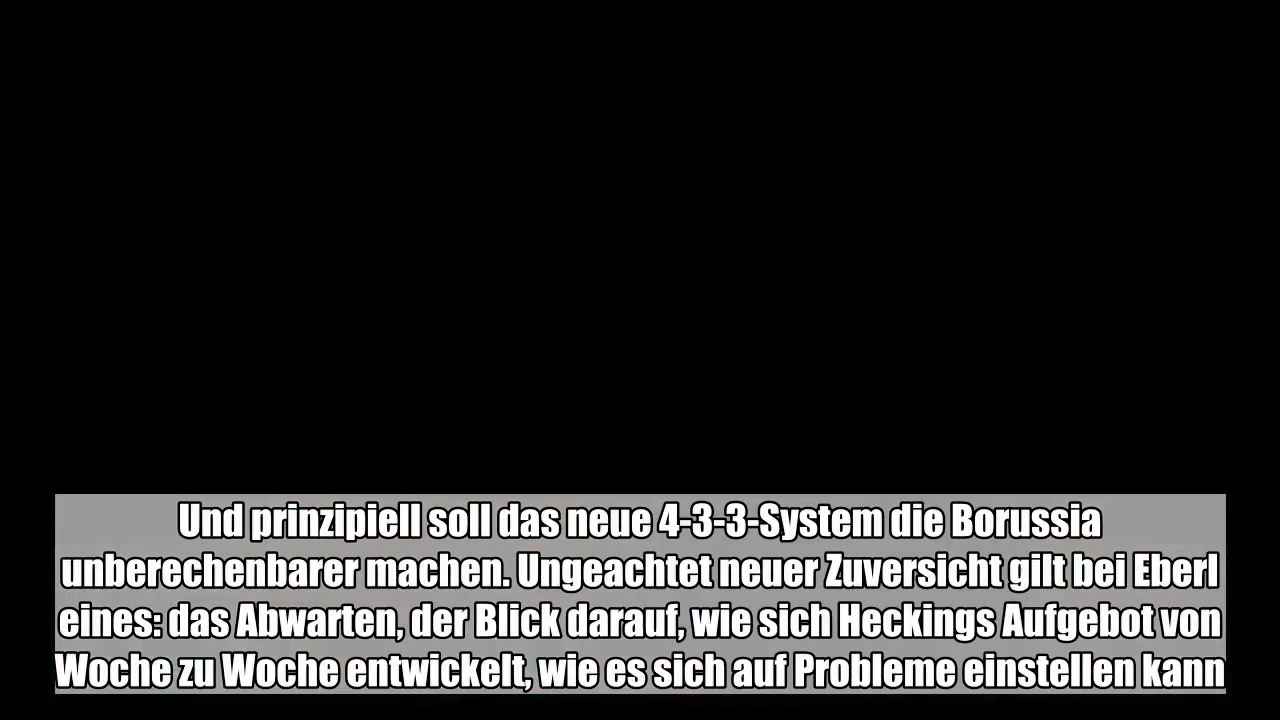 Und prinzipiell soll das neue 4-3-3-System die Borussia
unberechenbarer machen. Ungeachtet neuer Zuversicht gilt bei Eberl
eines: das Abwarten, der Blick darauf, wie sich Heckings Aufgebot von
Woche zu Woche entwickelt, wie es sich auf Probleme einstellen kann